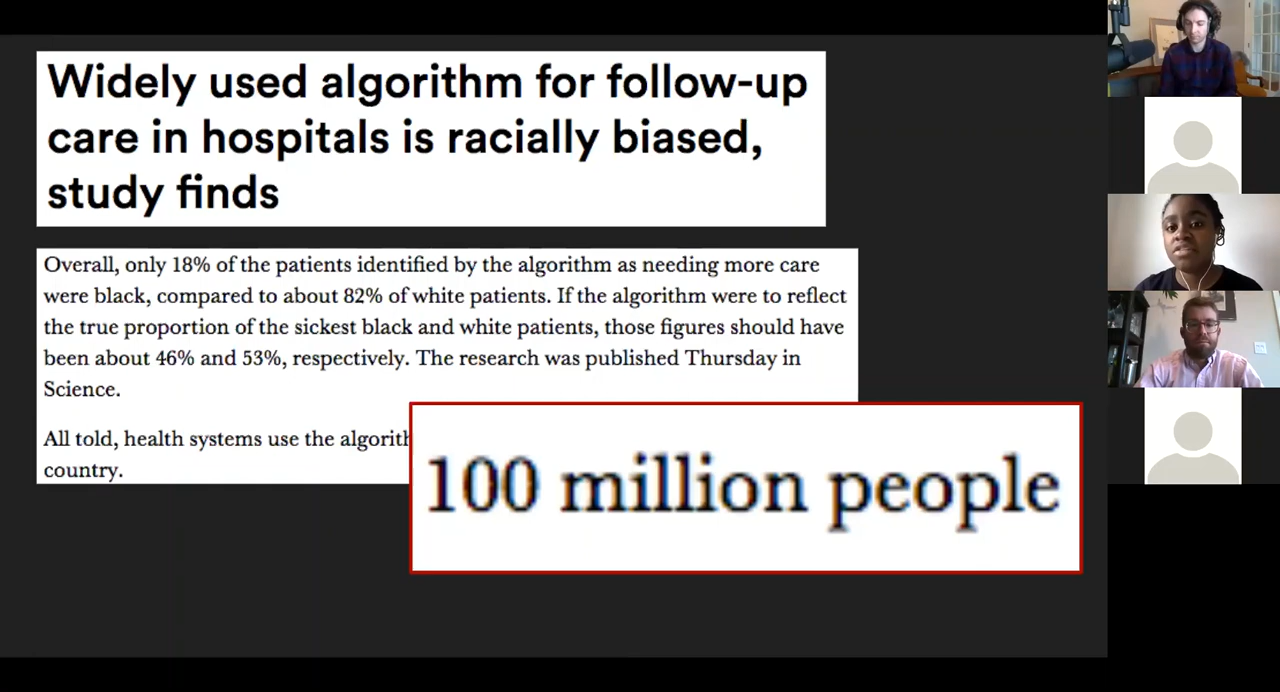 Widely used algorithm for follow-up
care in hospitals is racially biased,
study finds
Overall, only 18% of the patients identified by the algorithm as needing more care
were black, compared to about 82% of white patients. If the algorithm were to reflect
the true proportion of the sickest black and white patients, those figures should have
been about 46% and 53%, respectively. The research was published Thursday in
Science.
All told, health systems use the
country.
100 million people